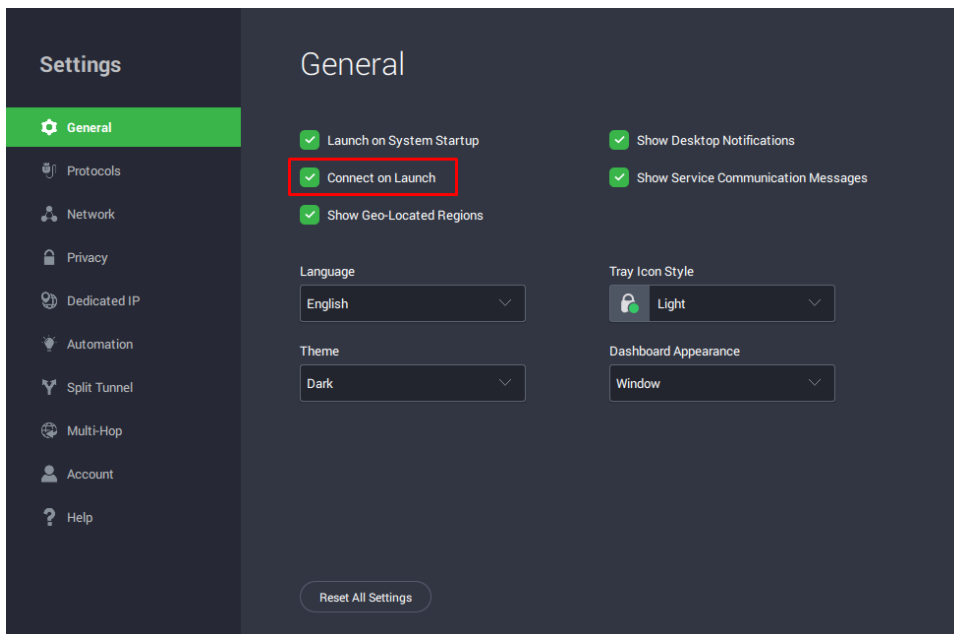 Settings
General
Protocols
Network
Privacy
Dedicated IP
Automation
Split Tunnel
Multi-Hop
Account
Help
General
Launch on System Startup
Show Desktop Notifications
Connect on Launch
Show Service Communication Messages
Show Geo-Located Regions
Language
Tray Icon Style
English
Light
Theme
Dashboard Appearance
Dark
Window
Reset All Settings